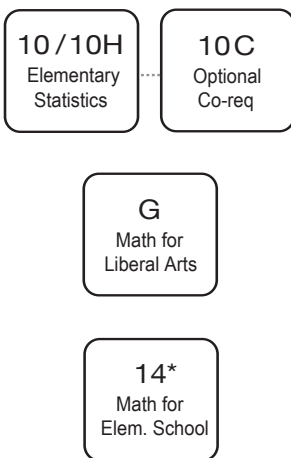 10/10H
Elementary
Statistics
10C
Optional
Co-req
G
Math for
Liberal Arts
14*
Math for
Elem. School